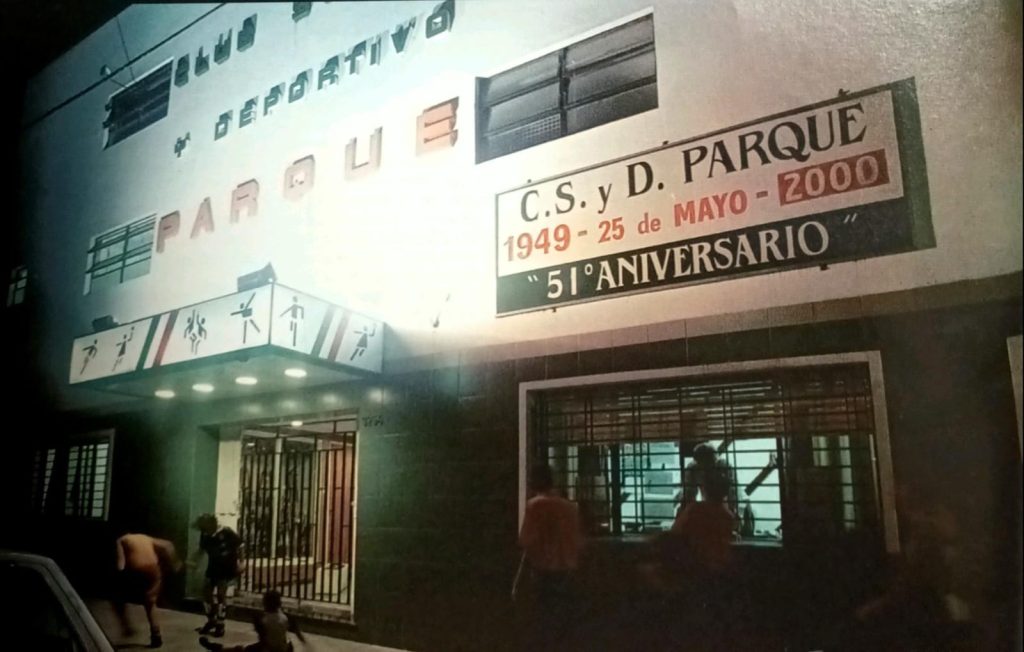 CLUB S
Y DEPORTIVO
PARQUE
C.S. y D. PARQUE
1949 - 25 de MAYO - 2000
" 51° ANIVERSARIO "